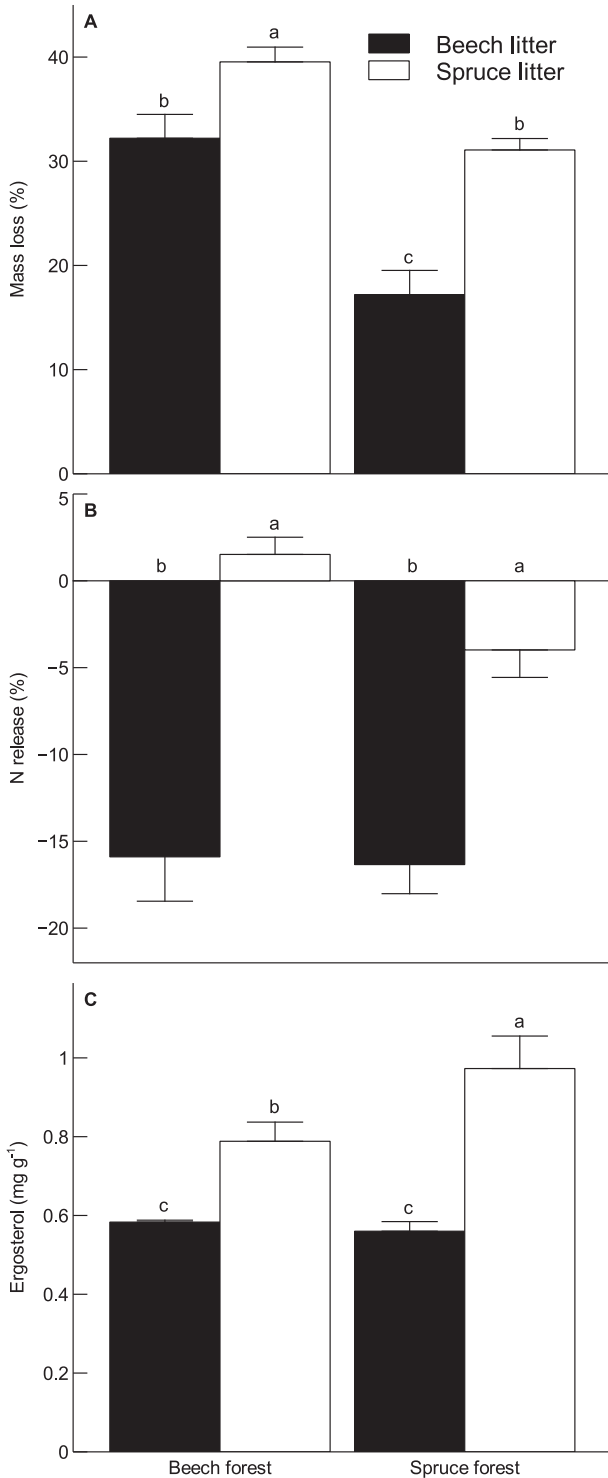 A
Beech litter
Spruce litter
Mass loss (%)
40
30
20
10
0
b
a
c
b
B
N release (%)
5
0
−5
−10
−15
−20
b
a
b
a
C
Ergosterol (mg g⁻¹)
1
0.8
0.6
0.4
0.2
0
c
b
c
a
Beech forest
Spruce forest